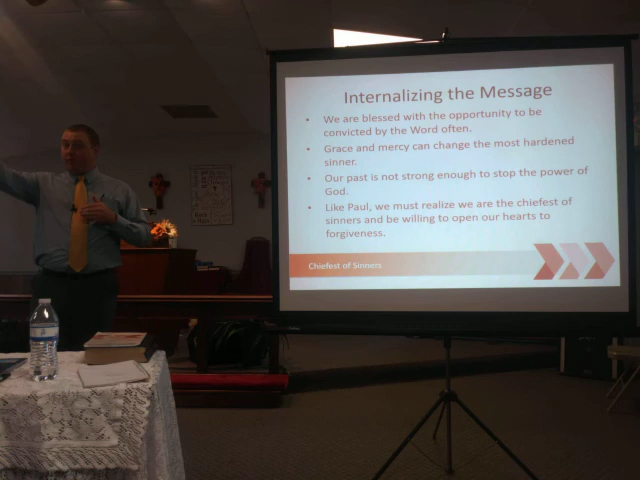 Internalizing the Message
• We are blessed with the opportunity to be
convicted by the Word often.
• Grace and mercy can change the most hardened
sinner.
• Our past is not strong enough to stop the power of
God.
• Like Paul, we must realize we are the chiefest of
sinners and be willing to open our hearts to
forgiveness.
Chiefest of Sinners